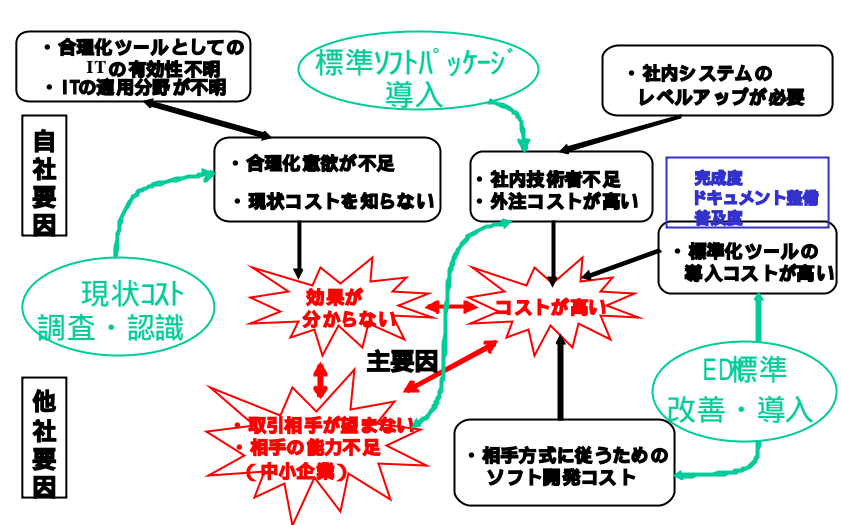 ・合理化ツールとしての
ITの有効性不明
・ITの適用分野が不明
標準ソフトパッケージ
導入
・社内システムの
レベルアップが必要
自社要因
・合理化意欲が不足
・現状コストを知らない
・社内技術者不足
・外注コストが高い
完成度
ドキュメント整備
普及度
・標準化ツールの
導入コストが高い
現状コスト
調査・認識
効果が
分からない
コストが高い
主要因
ED標準
改善・導入
他社要因
・取引相手が望まない
・相手の能力不足
(中小企業)
・相手方式に従うための
ソフト開発コスト